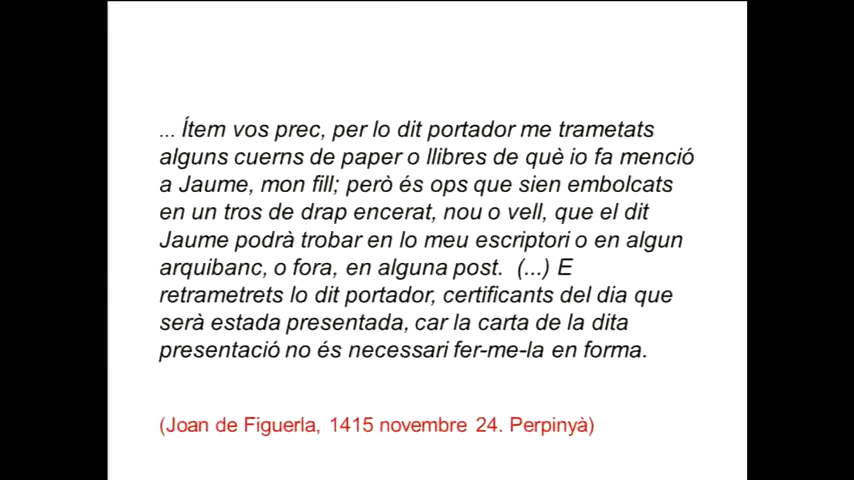 ... Ítem vos prec, per lo dit portador me trametats
alguns cuerns de paper o llibres de què io fa menció
a Jaume, mon fill; però és ops que sien embolcats
en un tros de drap encerat, nou o vell, que el dit
Jaume podrà trobar en lo meu escriptori o en algun
arquibanc, o fora, en alguna post. (...) E
retrametrets lo dit portador, certificants del dia que
serà estada presentada, car la carta de la dita
presentació no és necessari fer-me-la en forma.
(Joan de Figuerla, 1415 novembre 24. Perpinyà)